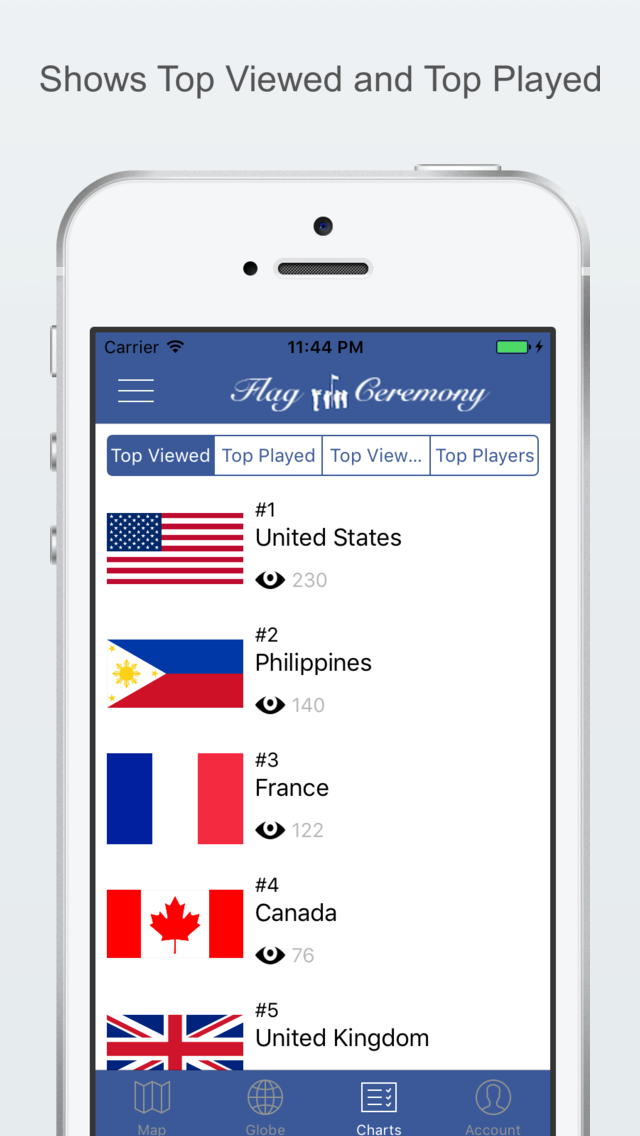 Shows Top Viewed and Top Played
Carrier 11:44 PM
Flag Ceremony
Top Viewed Top Played Top View... Top Players
#1
United States
230
#2
Philippines
140
#3
France
122
#4
Canada
76
#5
United Kingdom
Map Globe Charts Account